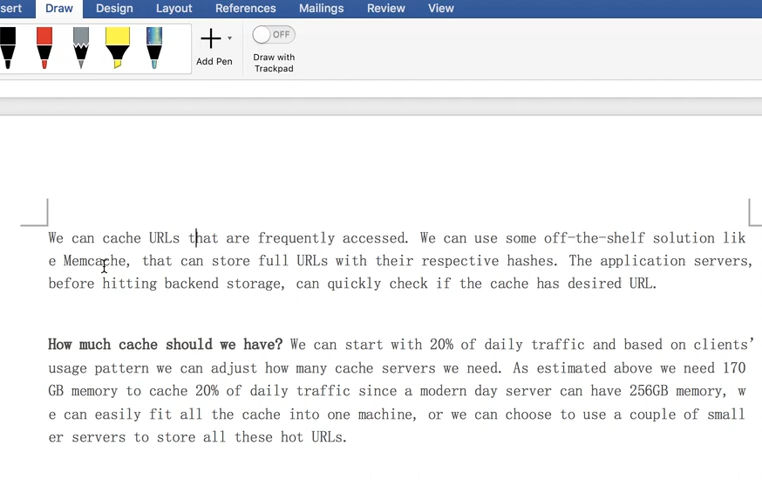 sert Draw Design Layout References Mailings Review View
OFF
Add Pen
Draw with
Trackpad
We can cache URLs that are frequently accessed. We can use some off-the-shelf solution lik
e Memcache, that can store full URLs with their respective hashes. The application servers,
before hitting backend storage, can quickly check if the cache has desired URL.
How much cache should we have? We can start with 20% of daily traffic and based on clients’
usage pattern we can adjust how many cache servers we need. As estimated above we need 170
GB memory to cache 20% of daily traffic since a modern day server can have 256GB memory, w
e can easily fit all the cache into one machine, or we can choose to use a couple of small
er servers to store all these hot URLs.